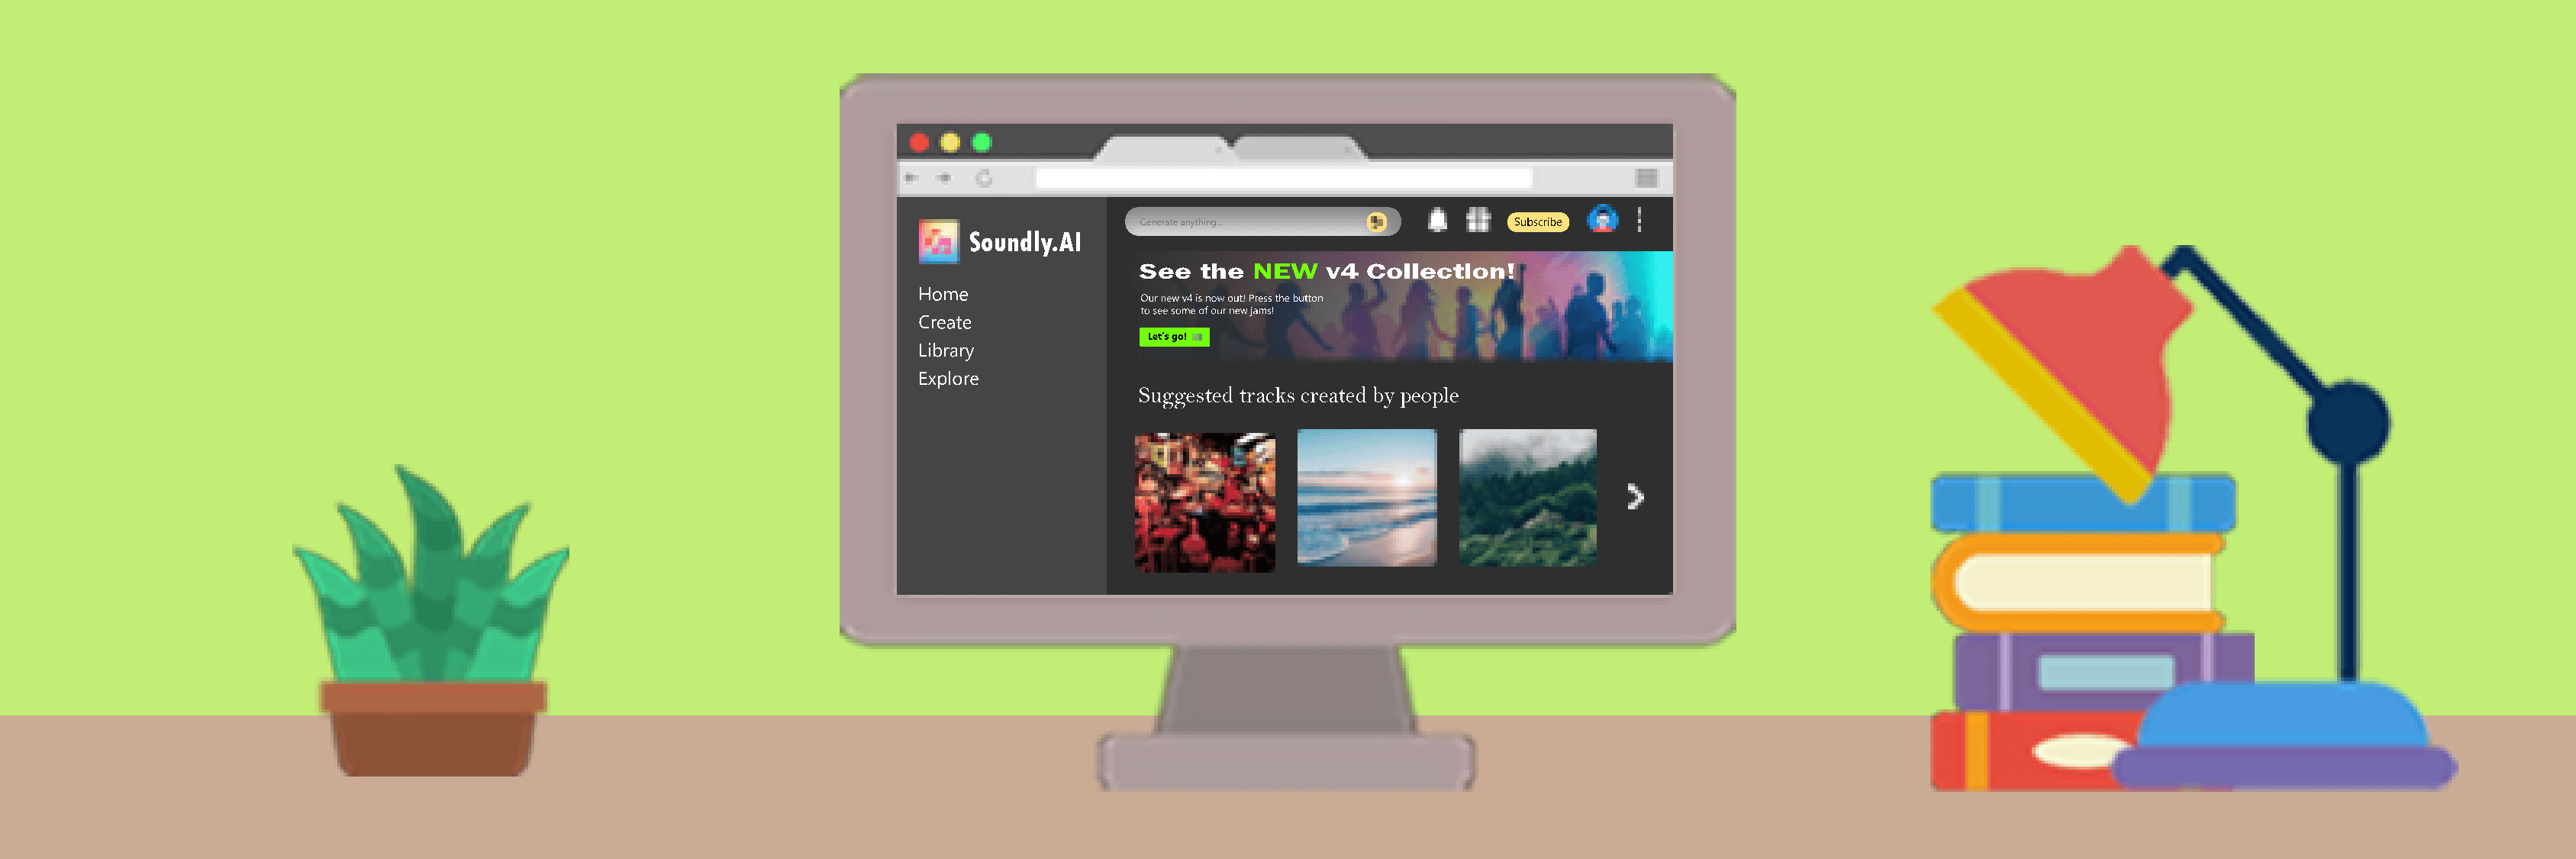 Soundly.AI
Home
Create
Library
Explore
Generate anything...
Subscribe
See the NEW v4 Collection!
Our new v4 is now out! Press the button
to see some of our new jams!
Let's go!
Suggested tracks created by people